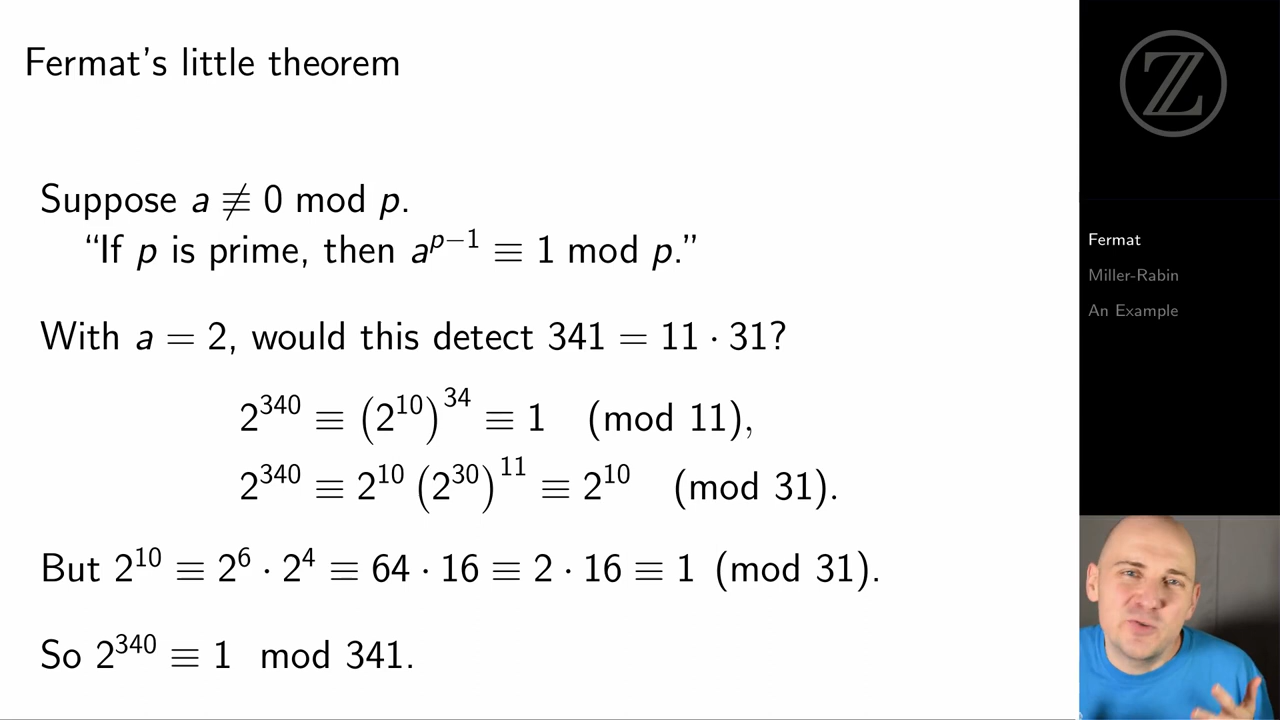 Fermat's little theorem
Suppose a ≢ 0 mod p.
“If p is prime, then a^{p−1} ≡ 1 mod p.”
With a = 2, would this detect 341 = 11 · 31?
2^{340} ≡ (2^{10})^{34} ≡ 1 (mod 11),
2^{340} ≡ 2^{10} (2^{30})^{11} ≡ 2^{10} (mod 31).
But 2^{10} ≡ 2^6 · 2^4 ≡ 64 · 16 ≡ 2 · 16 ≡ 1 (mod 31).
So 2^{340} ≡ 1 mod 341.
ℤ
Fermat
Miller-Rabin
An Example